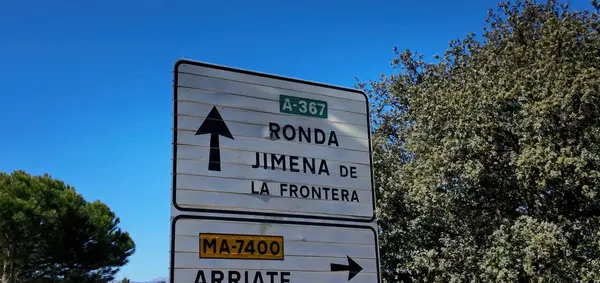 A-367
RONDA
JIMENA DE
LA FRONTERA
MA-7400
ARRIATE